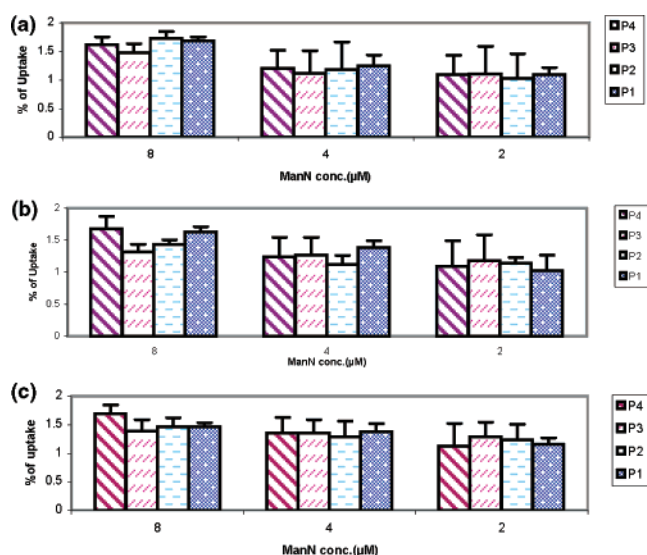 (a)
% of Uptake
2
1.5
1
0.5
0
8 4 2
ManN conc.(µM)
P4
P3
P2
P1
(b)
% of Uptake
2
1.5
1
0.5
0
8 4 2
ManN conc.(µM)
P4
P3
P2
P1
(c)
%of uptake
2
1.5
1
0.5
0
8 4 2
ManN conc.(µM)
P4
P3
P2
P1